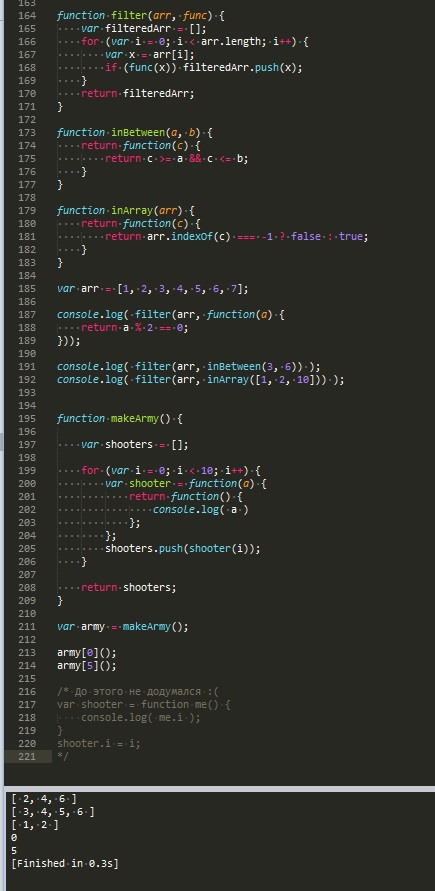 163
164 function filter(arr, func) {
165     var filteredArr = [];
166     for (var i = 0; i < arr.length; i++) {
167         var x = arr[i];
168         if (func(x)) filteredArr.push(x);
169     }
170     return filteredArr;
171 }
172
173 function inBetween(a, b) {
174     return function(c) {
175         return c >= a && c <= b;
176     }
177 }
178
179 function inArray(arr) {
180     return function(c) {
181         return arr.indexOf(c) === -1 ? false : true;
182     }
183 }
184
185 var arr = [1, 2, 3, 4, 5, 6, 7];
186
187 console.log( filter(arr, function(a) {
188     return a % 2 == 0;
189 }));
190
191 console.log( filter(arr, inBetween(3, 6)) );
192 console.log( filter(arr, inArray([1, 2, 10])) );
193
194
195 function makeArmy() {
196
197     var shooters = [];
198
199     for (var i = 0; i < 10; i++) {
200         var shooter = function(a) {
201             return function() {
202                 console.log( a )
203             };
204         };
205         shooters.push(shooter(i));
206     }
207
208     return shooters;
209 }
210
211 var army = makeArmy();
212
213 army[0]();
214 army[5]();
215
216 /* До этого не додумался :(
217 var shooter = function me() {
218     console.log( me.i );
219 }
220 shooter.i = i;
221 */
[ 2, 4, 6 ]
[ 3, 4, 5, 6 ]
[ 1, 2 ]
0
5
[Finished in 0.3s]